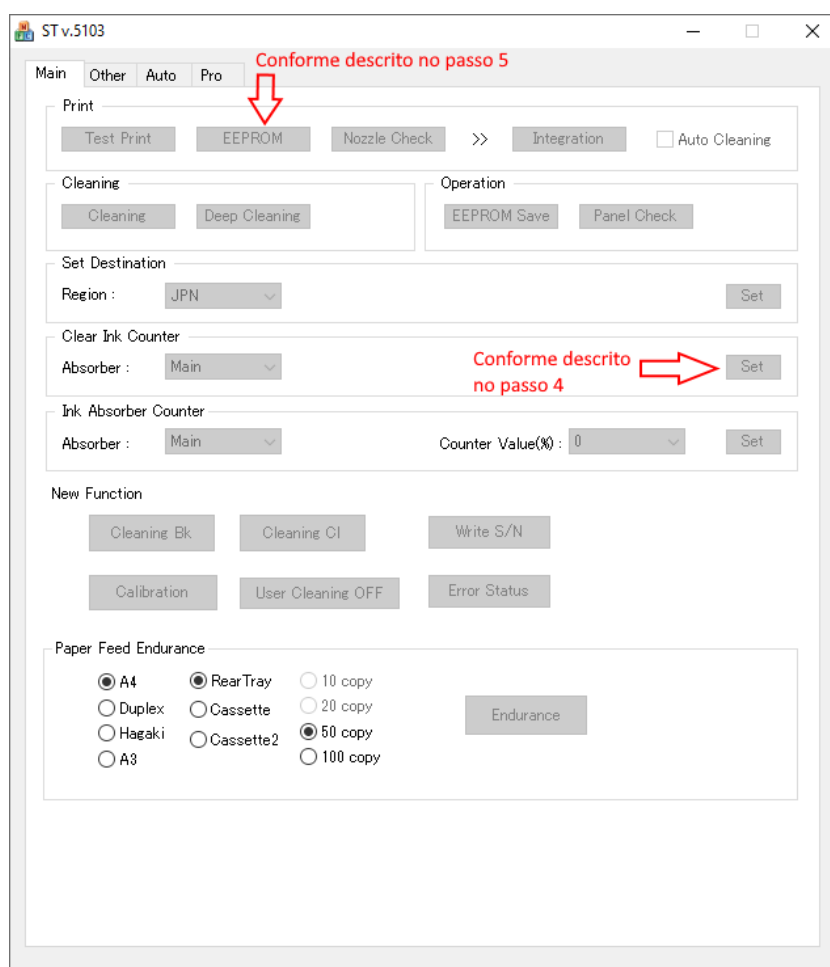 ST v.5103
Conforme descrito no passo 5
Main Other Auto Pro
Print
Test Print EEPROM Nozzle Check >> Integration Auto Cleaning
Cleaning Operation
Cleaning Deep Cleaning EEPROM Save Panel Check
Set Destination
Region : JPN Set
Clear Ink Counter
Absorber : Main Conforme descrito Set
no passo 4
Ink Absorber Counter
Absorber : Main Counter Value(%) : 0 Set
New Function
Cleaning Bk Cleaning Cl Write S/N
Calibration User Cleaning OFF Error Status
Paper Feed Endurance
A4 RearTray 10 copy
Duplex Cassette 20 copy Endurance
Hagaki Cassette2 50 copy
A3 100 copy